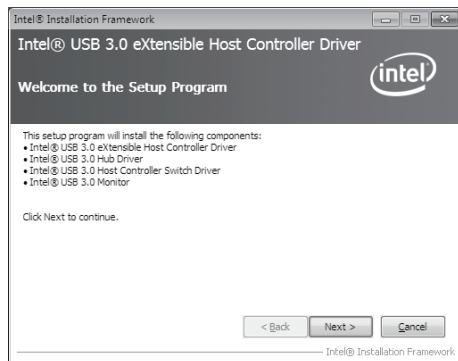 Intel® Installation Framework
Intel® USB 3.0 eXtensible Host Controller Driver
Welcome to the Setup Program
intel®
This setup program will install the following components:
• Intel® USB 3.0 eXtensible Host Controller Driver
• Intel® USB 3.0 Hub Driver
• Intel® USB 3.0 Host Controller Switch Driver
• Intel® USB 3.0 Monitor
Click Next to continue.
< Back
Next >
Cancel
Intel® Installation Framework